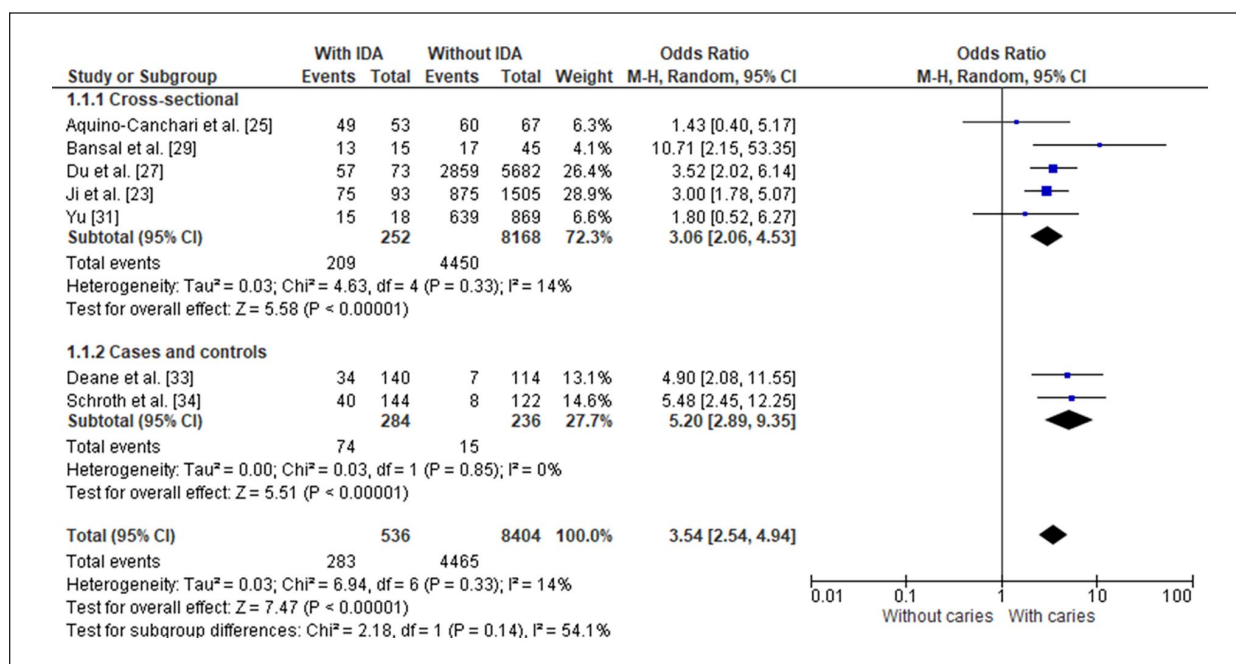 With IDA Without IDA Odds Ratio Odds Ratio
Study or Subgroup Events Total Events Total Weight M-H, Random, 95% CI M-H, Random, 95% CI
1.1.1 Cross-sectional
Aquino-Canchari et al. [25] 49 53 60 67 6.3% 1.43 [0.40, 5.17]
Bansal et al. [29] 13 15 17 45 4.1% 10.71 [2.15, 53.35]
Du et al. [27] 57 73 2859 5682 26.4% 3.52 [2.02, 6.14]
Ji et al. [23] 75 93 875 1505 28.9% 3.00 [1.78, 5.07]
Yu [31] 15 18 639 869 6.6% 1.80 [0.52, 6.27]
Subtotal (95% CI) 252 8168 72.3% 3.06 [2.06, 4.53]
Total events 209 4450
Heterogeneity: Tau² = 0.03; Chi² = 4.63, df = 4 (P = 0.33); I² = 14%
Test for overall effect: Z = 5.58 (P < 0.00001)
1.1.2 Cases and controls
Deane et al. [33] 34 140 7 114 13.1% 4.90 [2.08, 11.55]
Schroth et al. [34] 40 144 8 122 14.6% 5.48 [2.45, 12.25]
Subtotal (95% CI) 284 236 27.7% 5.20 [2.89, 9.35]
Total events 74 15
Heterogeneity: Tau² = 0.00; Chi² = 0.03, df = 1 (P = 0.85); I² = 0%
Test for overall effect: Z = 5.51 (P < 0.00001)
Total (95% CI) 536 8404 100.0% 3.54 [2.54, 4.94]
Total events 283 4465
Heterogeneity: Tau² = 0.03; Chi² = 6.94, df = 6 (P = 0.33); I² = 14%
Test for overall effect: Z = 7.47 (P < 0.00001)
Test for subgroup differences: Chi² = 2.18, df = 1 (P = 0.14), I² = 54.1%
0.01 0.1 1 10 100
Without caries With caries